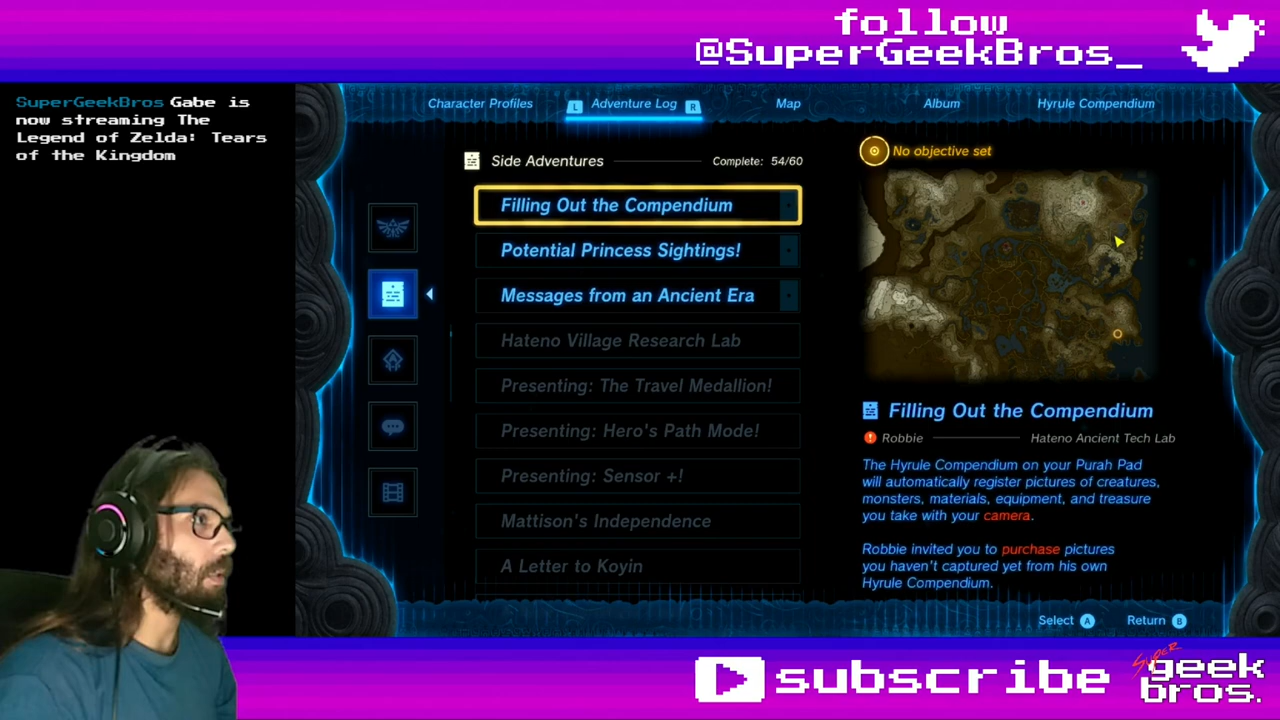 follow
@SuperGeekBros_
SuperGeekBros Gabe is
now streaming The
Legend of Zelda: Tears
of the Kingdom
Character Profiles
L
Adventure Log
R
Map
Album
Hyrule Compendium
Side Adventures
Complete: 54/60
Filling Out the Compendium
Potential Princess Sightings!
Messages from an Ancient Era
Hateno Village Research Lab
Presenting: The Travel Medallion!
Presenting: Hero's Path Mode!
Presenting: Sensor +!
Mattison's Independence
A Letter to Koyin
No objective set
Filling Out the Compendium
Robbie
Hateno Ancient Tech Lab
The Hyrule Compendium on your Purah Pad
will automatically register pictures of creatures,
monsters, materials, equipment, and treasure
you take with your camera.
Robbie invited you to purchase pictures
you haven't captured yet from his own
Hyrule Compendium.
Select A
Return B
subscribe
Super
geek
bros.